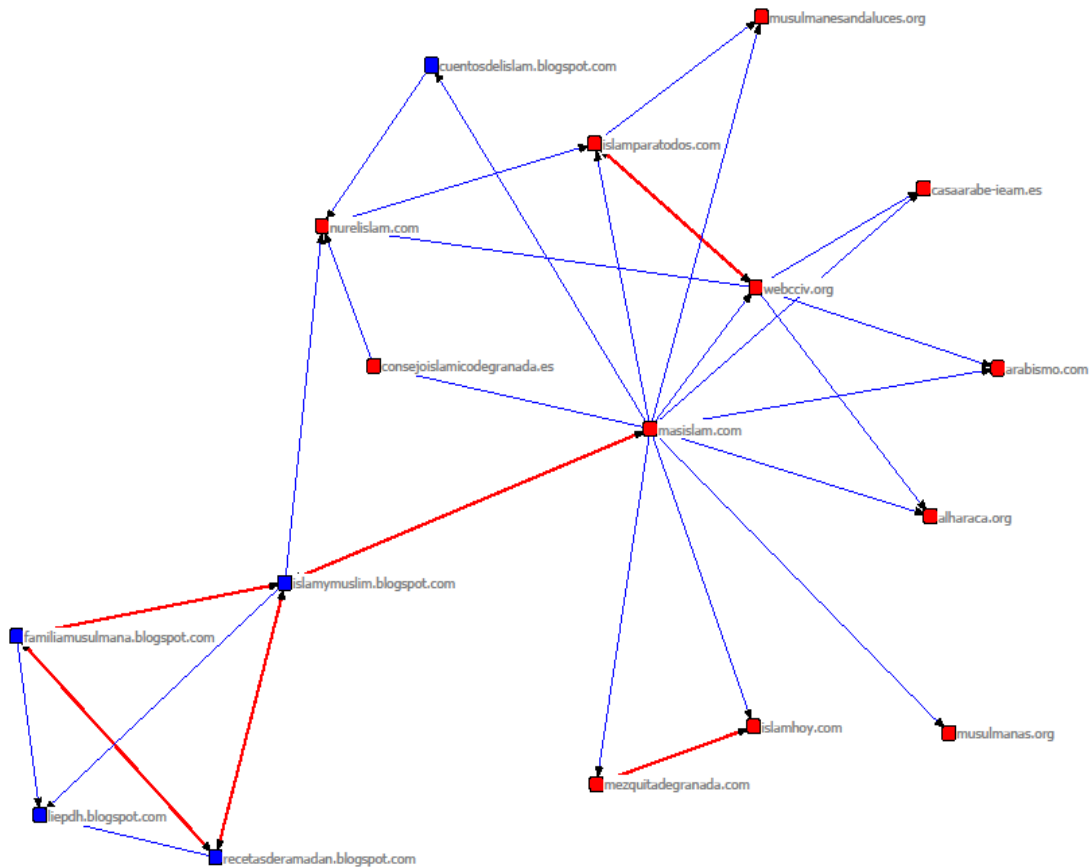 musulmanesandaluces.org
cuentosdelislam.blogspot.com
islamparatodos.com
casaarabe-ieam.es
nurelislam.com
webcciv.org
consejoislamicodegranada.es
arabismo.com
masislam.com
alharaca.org
islamymuslim.blogspot.com
familiamusulmana.blogspot.com
islamhoy.com
musulmanas.org
mezquitadegranada.com
liepdh.blogspot.com
recetasderamadan.blogspot.com